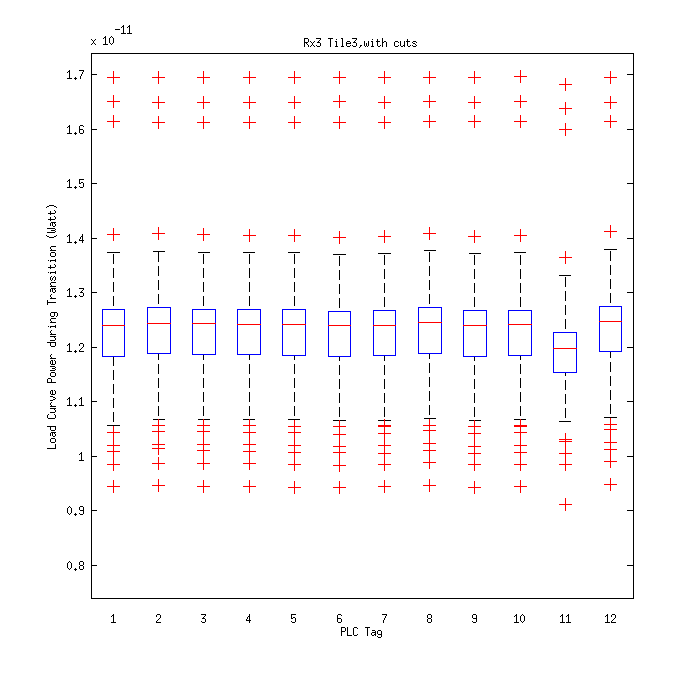 x 10^-11
Rx3 Tile3,with cuts
1.7
1.6
1.5
1.4
1.3
1.2
1.1
1
0.9
0.8
Load Curve Power during Transition (Watt)
1 2 3 4 5 6 7 8 9 10 11 12
PLC Tag